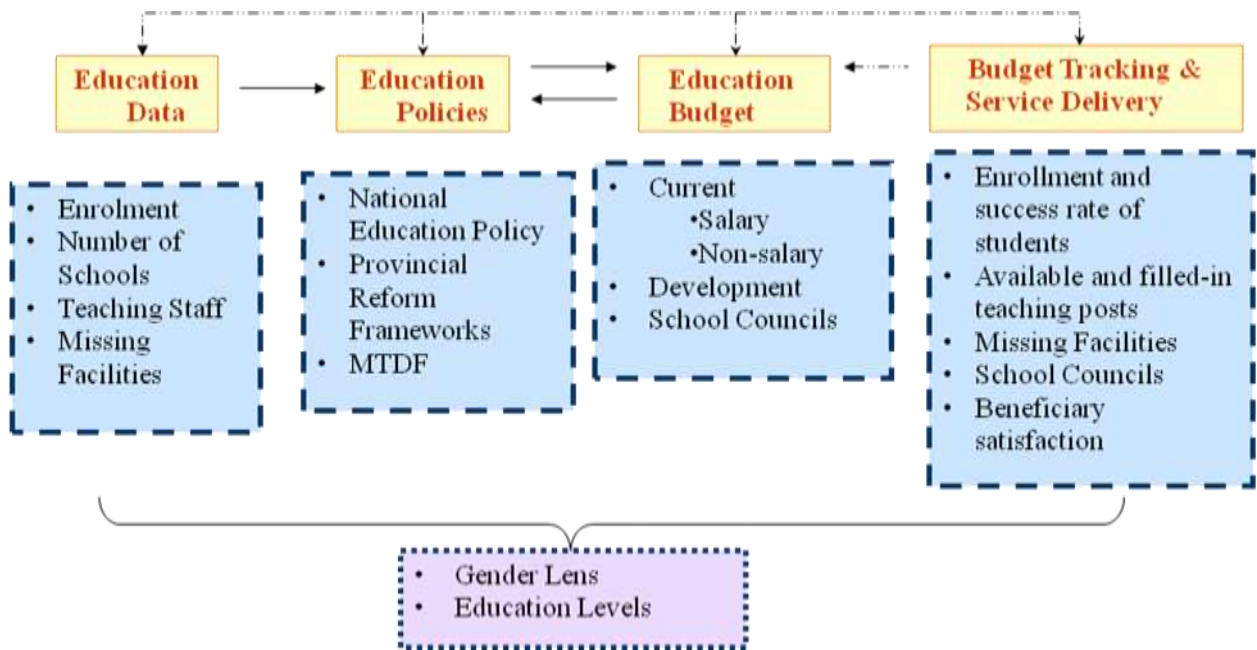 Education
Data
Education
Policies
Education
Budget
Budget Tracking &
Service Delivery
• Enrolment
• Number of
Schools
• Teaching Staff
• Missing
Facilities
• National
Education Policy
• Provincial
Reform
Frameworks
• MTDF
• Current
•Salary
•Non-salary
• Development
• School Councils
• Enrollment and
success rate of
students
• Available and filled-in
teaching posts
• Missing Facilities
• School Councils
• Beneficiary
satisfaction
• Gender Lens
• Education Levels